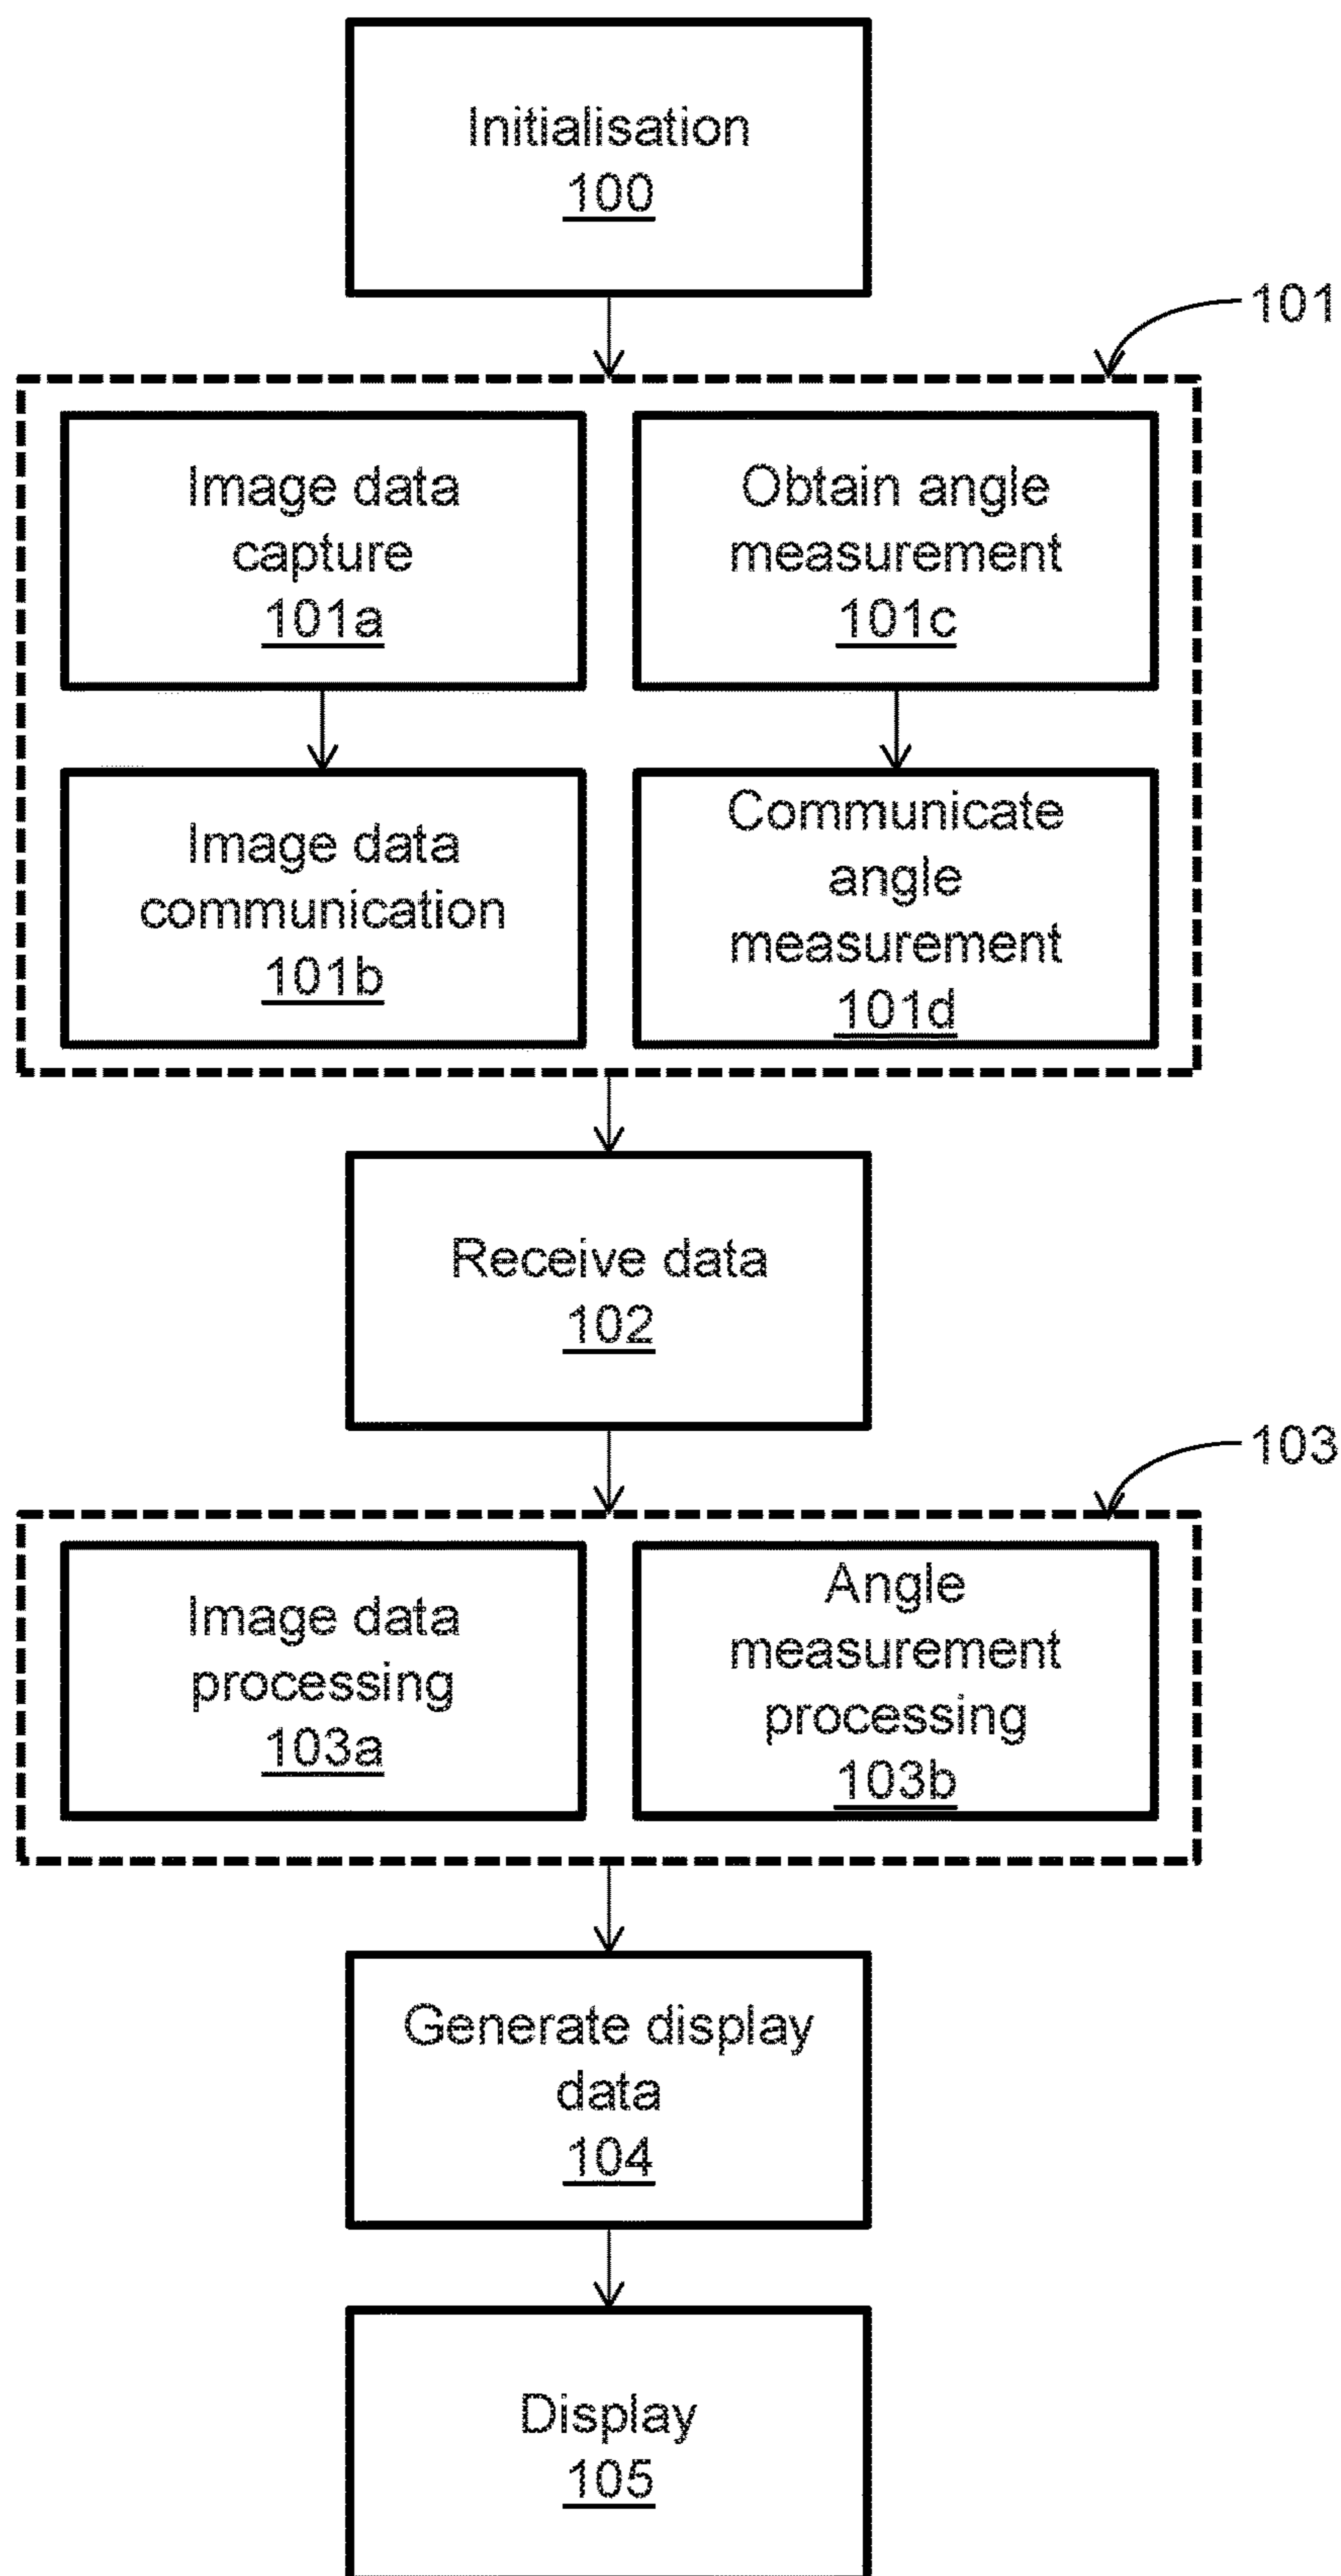 Initialisation
100
101
Image data
capture
101a
Obtain angle
measurement
101c
Image data
communication
101b
Communicate
angle
measurement
101d
Receive data
102
103
Image data
processing
103a
Angle
measurement
processing
103b
Generate display
data
104
Display
105